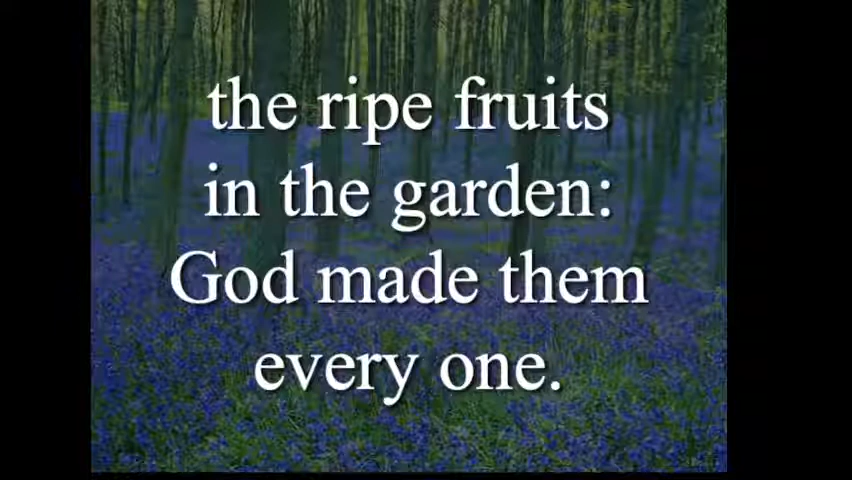 the ripe fruits
in the garden:
God made them
every one.